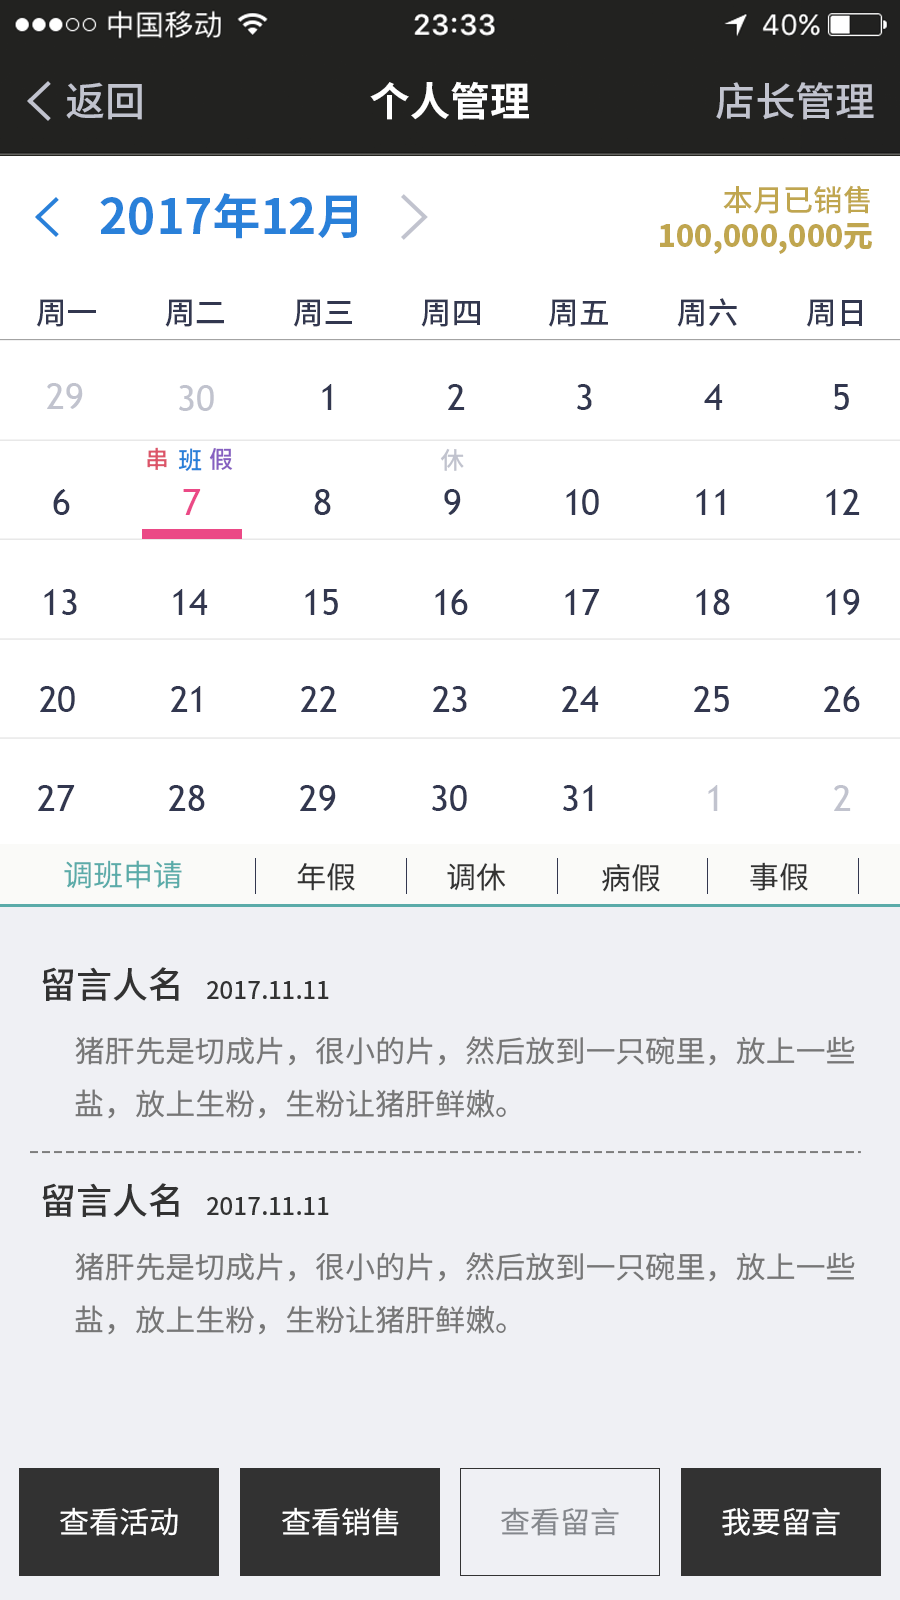 中国移动 23:33 40%
返回 个人管理 店长管理
2017年12月 本月已销售
100,000,000元
周一 周二 周三 周四 周五 周六 周日
29 30 1 2 3 4 5
串 班 假 休
6 7 8 9 10 11 12
13 14 15 16 17 18 19
20 21 22 23 24 25 26
27 28 29 30 31 1 2
调班申请 年假 调休 病假 事假
留言人名 2017.11.11
猪肝先是切成片，很小的片，然后放到一只碗里，放上一些
盐，放上生粉，生粉让猪肝鲜嫩。
留言人名 2017.11.11
猪肝先是切成片，很小的片，然后放到一只碗里，放上一些
盐，放上生粉，生粉让猪肝鲜嫩。
查看活动 查看销售 查看留言 我要留言